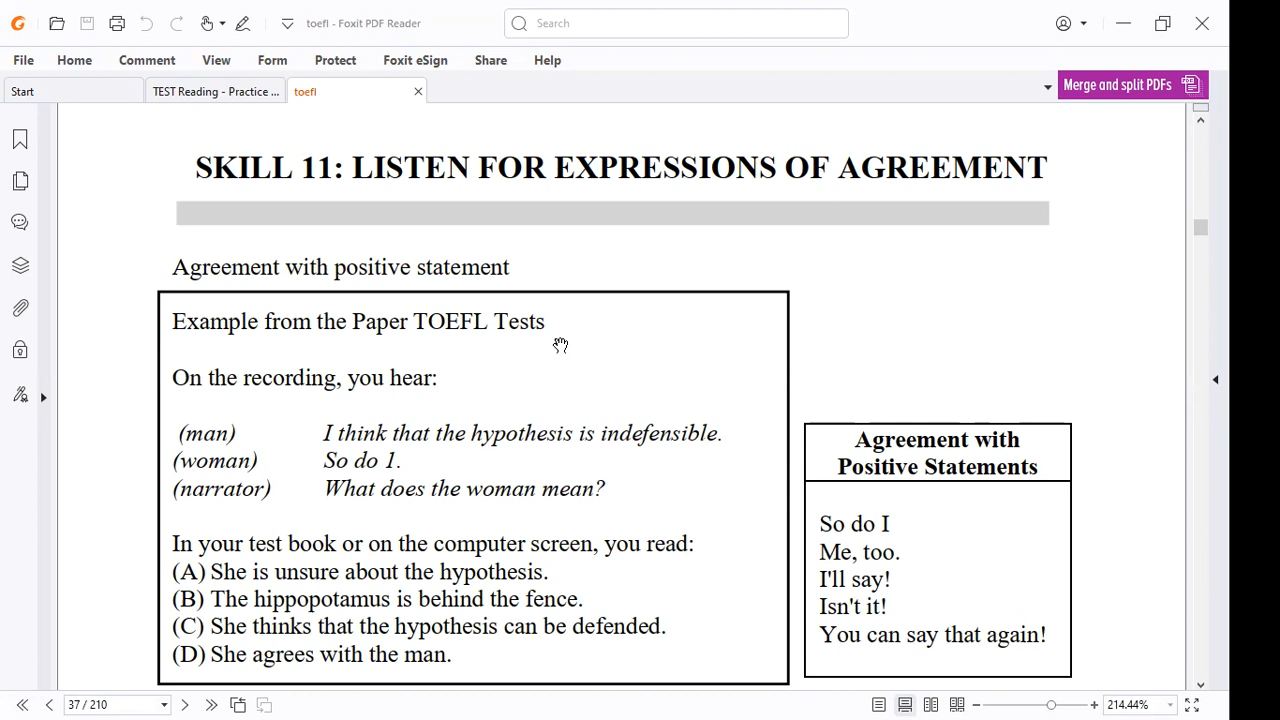 toefl - Foxit PDF Reader
Search
File Home Comment View Form Protect Foxit eSign Share Help
Start TEST Reading - Practice ... toefl
Merge and split PDFs
SKILL 11: LISTEN FOR EXPRESSIONS OF AGREEMENT
Agreement with positive statement
Example from the Paper TOEFL Tests
On the recording, you hear:
(man) I think that the hypothesis is indefensible.
(woman) So do 1.
(narrator) What does the woman mean?
In your test book or on the computer screen, you read:
(A) She is unsure about the hypothesis.
(B) The hippopotamus is behind the fence.
(C) She thinks that the hypothesis can be defended.
(D) She agrees with the man.
Agreement with
Positive Statements
So do I
Me, too.
I'll say!
Isn't it!
You can say that again!
37 / 210
214.44%